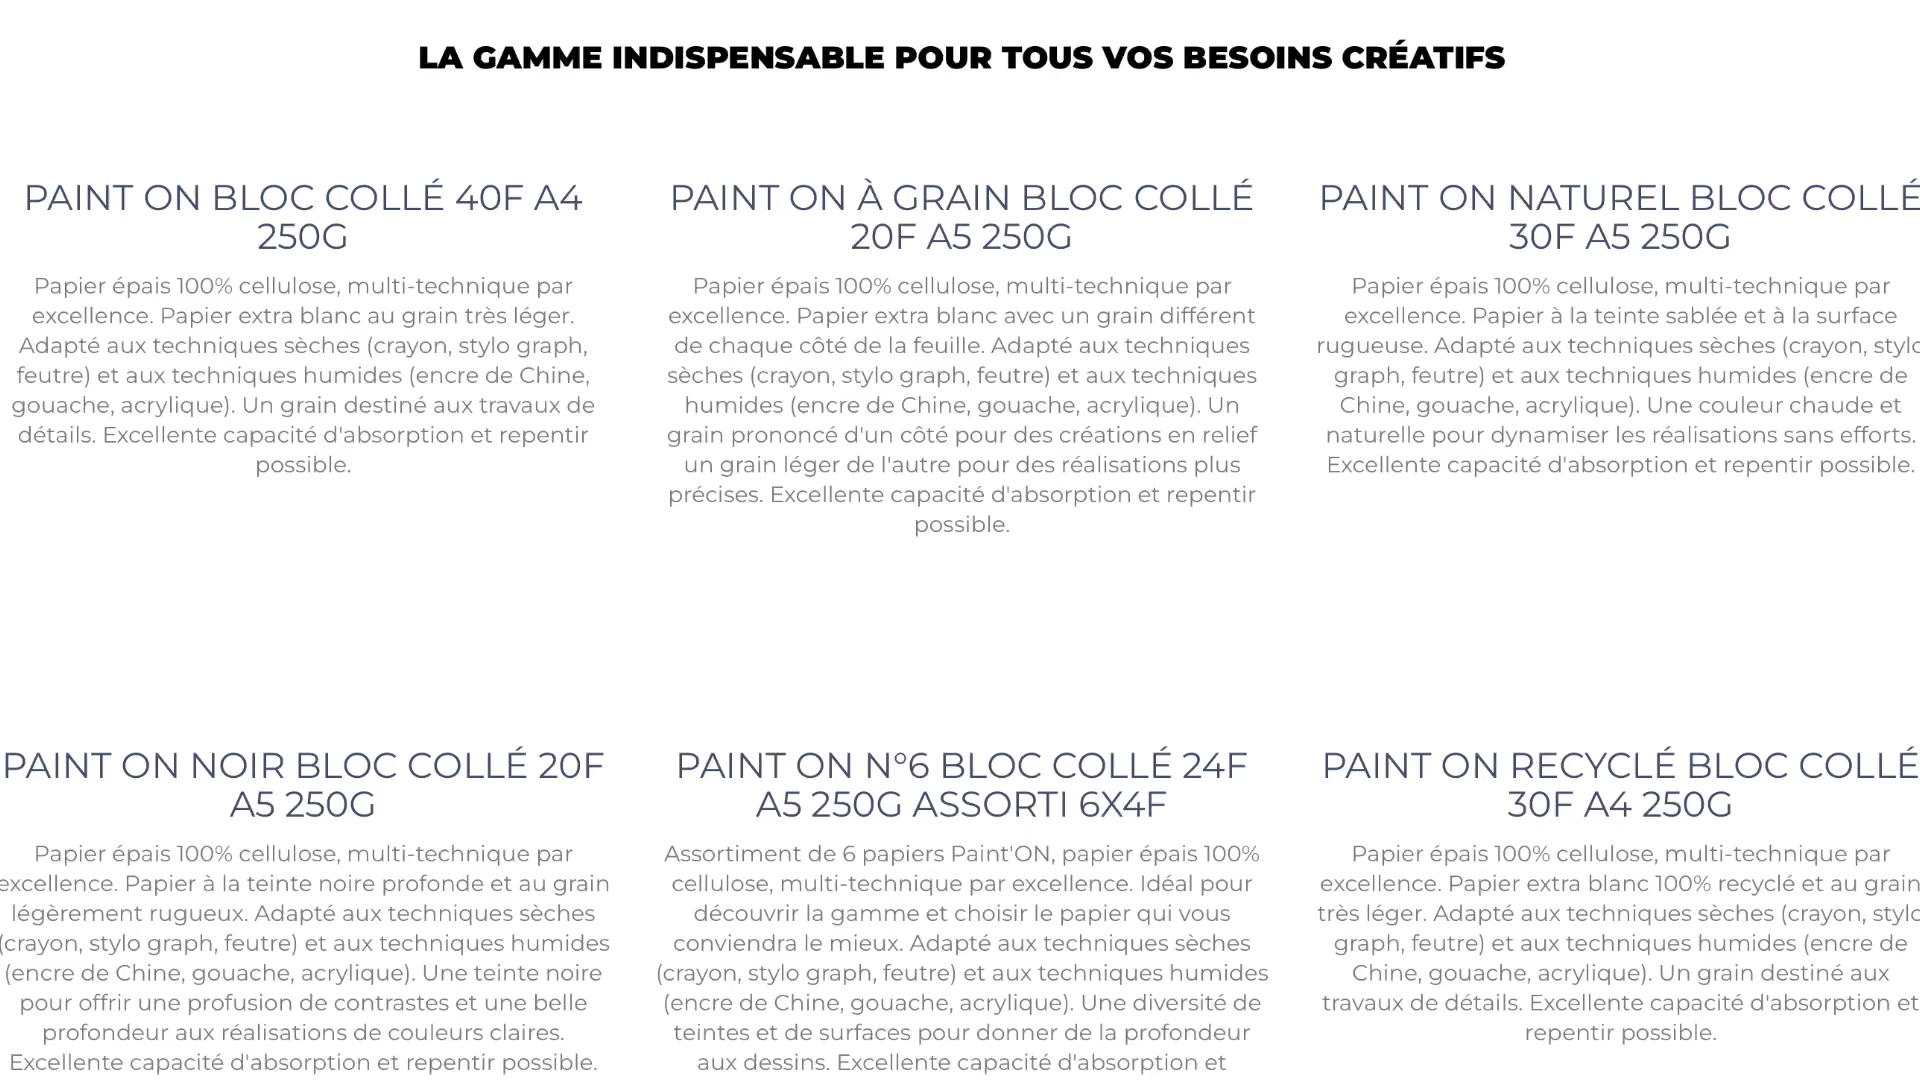 LA GAMME INDISPENSABLE POUR TOUS VOS BESOINS CRÉATIFS
PAINT ON BLOC COLLÉ 40F A4
250G
Papier épais 100% cellulose, multi-technique par
excellence. Papier extra blanc au grain très léger.
Adapté aux techniques sèches (crayon, stylo graph,
feutre) et aux techniques humides (encre de Chine,
gouache, acrylique). Un grain destiné aux travaux de
détails. Excellente capacité d'absorption et repentir
possible.
PAINT ON À GRAIN BLOC COLLÉ
20F A5 250G
Papier épais 100% cellulose, multi-technique par
excellence. Papier extra blanc avec un grain différent
de chaque côté de la feuille. Adapté aux techniques
sèches (crayon, stylo graph, feutre) et aux techniques
humides (encre de Chine, gouache, acrylique). Un
grain prononcé d'un côté pour des créations en relief
un grain léger de l'autre pour des réalisations plus
précises. Excellente capacité d'absorption et repentir
possible.
PAINT ON NATUREL BLOC COLLÉ
30F A5 250G
Papier épais 100% cellulose, multi-technique par
excellence. Papier à la teinte sablée et à la surface
rugueuse. Adapté aux techniques sèches (crayon, stylo
graph, feutre) et aux techniques humides (encre de
Chine, gouache, acrylique). Une couleur chaude et
naturelle pour dynamiser les réalisations sans efforts.
Excellente capacité d'absorption et repentir possible.
PAINT ON NOIR BLOC COLLÉ 20F
A5 250G
Papier épais 100% cellulose, multi-technique par
excellence. Papier à la teinte noire profonde et au grain
légèrement rugueux. Adapté aux techniques sèches
(crayon, stylo graph, feutre) et aux techniques humides
(encre de Chine, gouache, acrylique). Une teinte noire
pour offrir une profusion de contrastes et une belle
profondeur aux réalisations de couleurs claires.
Excellente capacité d'absorption et repentir possible.
PAINT ON N°6 BLOC COLLÉ 24F
A5 250G ASSORTI 6X4F
Assortiment de 6 papiers Paint'ON, papier épais 100%
cellulose, multi-technique par excellence. Idéal pour
découvrir la gamme et choisir le papier qui vous
conviendra le mieux. Adapté aux techniques sèches
(crayon, stylo graph, feutre) et aux techniques humides
(encre de Chine, gouache, acrylique). Une diversité de
teintes et de surfaces pour donner de la profondeur
aux dessins. Excellente capacité d'absorption et
PAINT ON RECYCLÉ BLOC COLLÉ
30F A4 250G
Papier épais 100% cellulose, multi-technique par
excellence. Papier extra blanc 100% recyclé et au grain
très léger. Adapté aux techniques sèches (crayon, stylo
graph, feutre) et aux techniques humides (encre de
Chine, gouache, acrylique). Un grain destiné aux
travaux de détails. Excellente capacité d'absorption et
repentir possible.